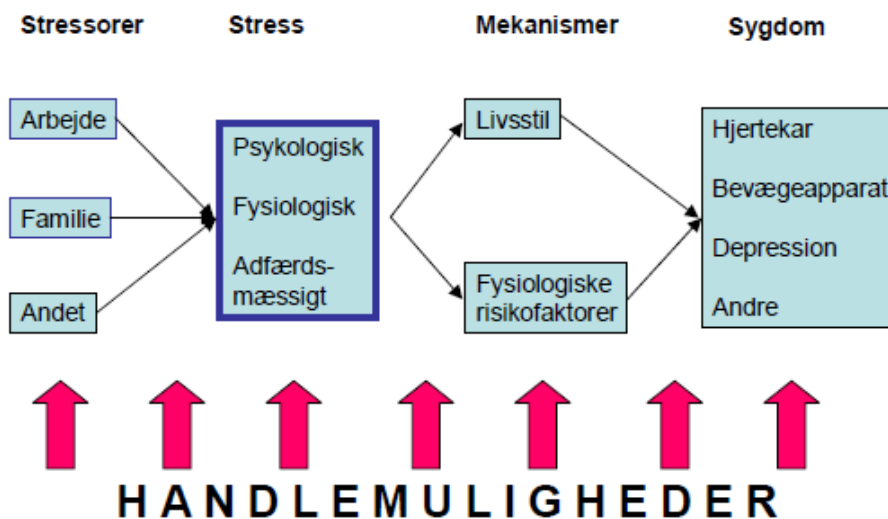 Stressorer
Stress
Mekanismer
Sygdom
Arbejde
Familie
Andet
Psykologisk
Fysiologisk
Adfærds-
mæssigt
Livsstil
Fysiologiske
risikofaktorer
Hjertekar
Bevægeapparat
Depression
Andre
HANDLEMULIGHEDER